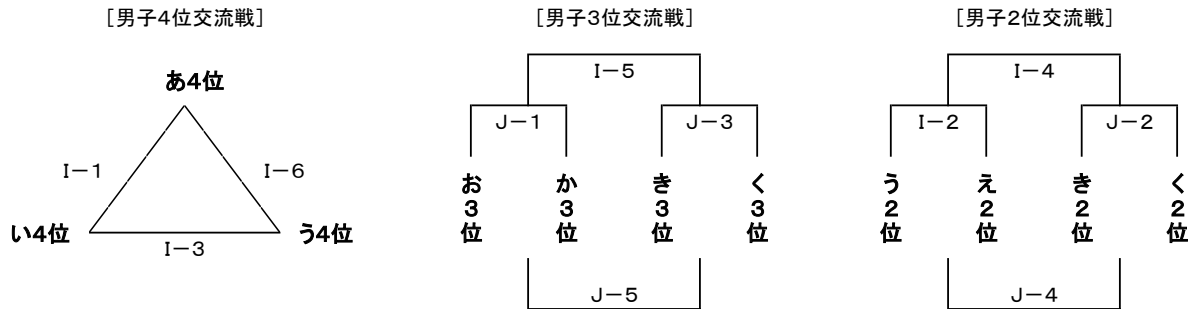 ［男子4位交流戦］
あ4位
I－1
I－6
い4位
う4位
I－3
［男子3位交流戦］
I－5
J－1
J－3
お3位
か3位
き3位
く3位
J－5
［男子2位交流戦］
I－4
I－2
J－2
う2位
え2位
き2位
く2位
J－4